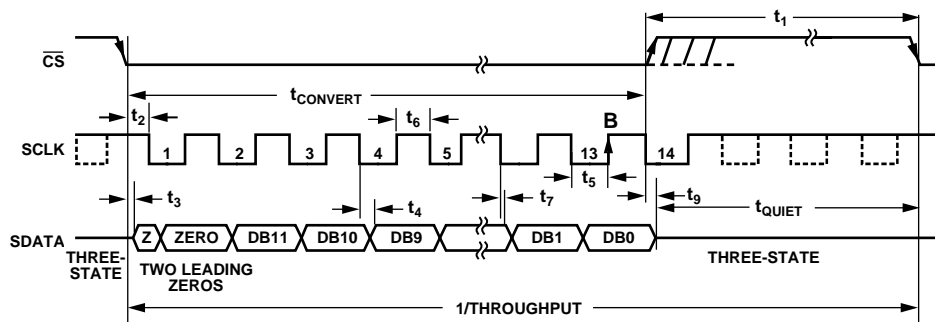 t1
CS
tCONVERT
t2
t6
B
SCLK
1 2 3 4 5 13 14
t5
t3
t4
t7
t9
tQUIET
SDATA
Z ZERO DB11 DB10 DB9 DB1 DB0
THREE-
STATE
TWO LEADING
ZEROS
THREE-STATE
1/THROUGHPUT